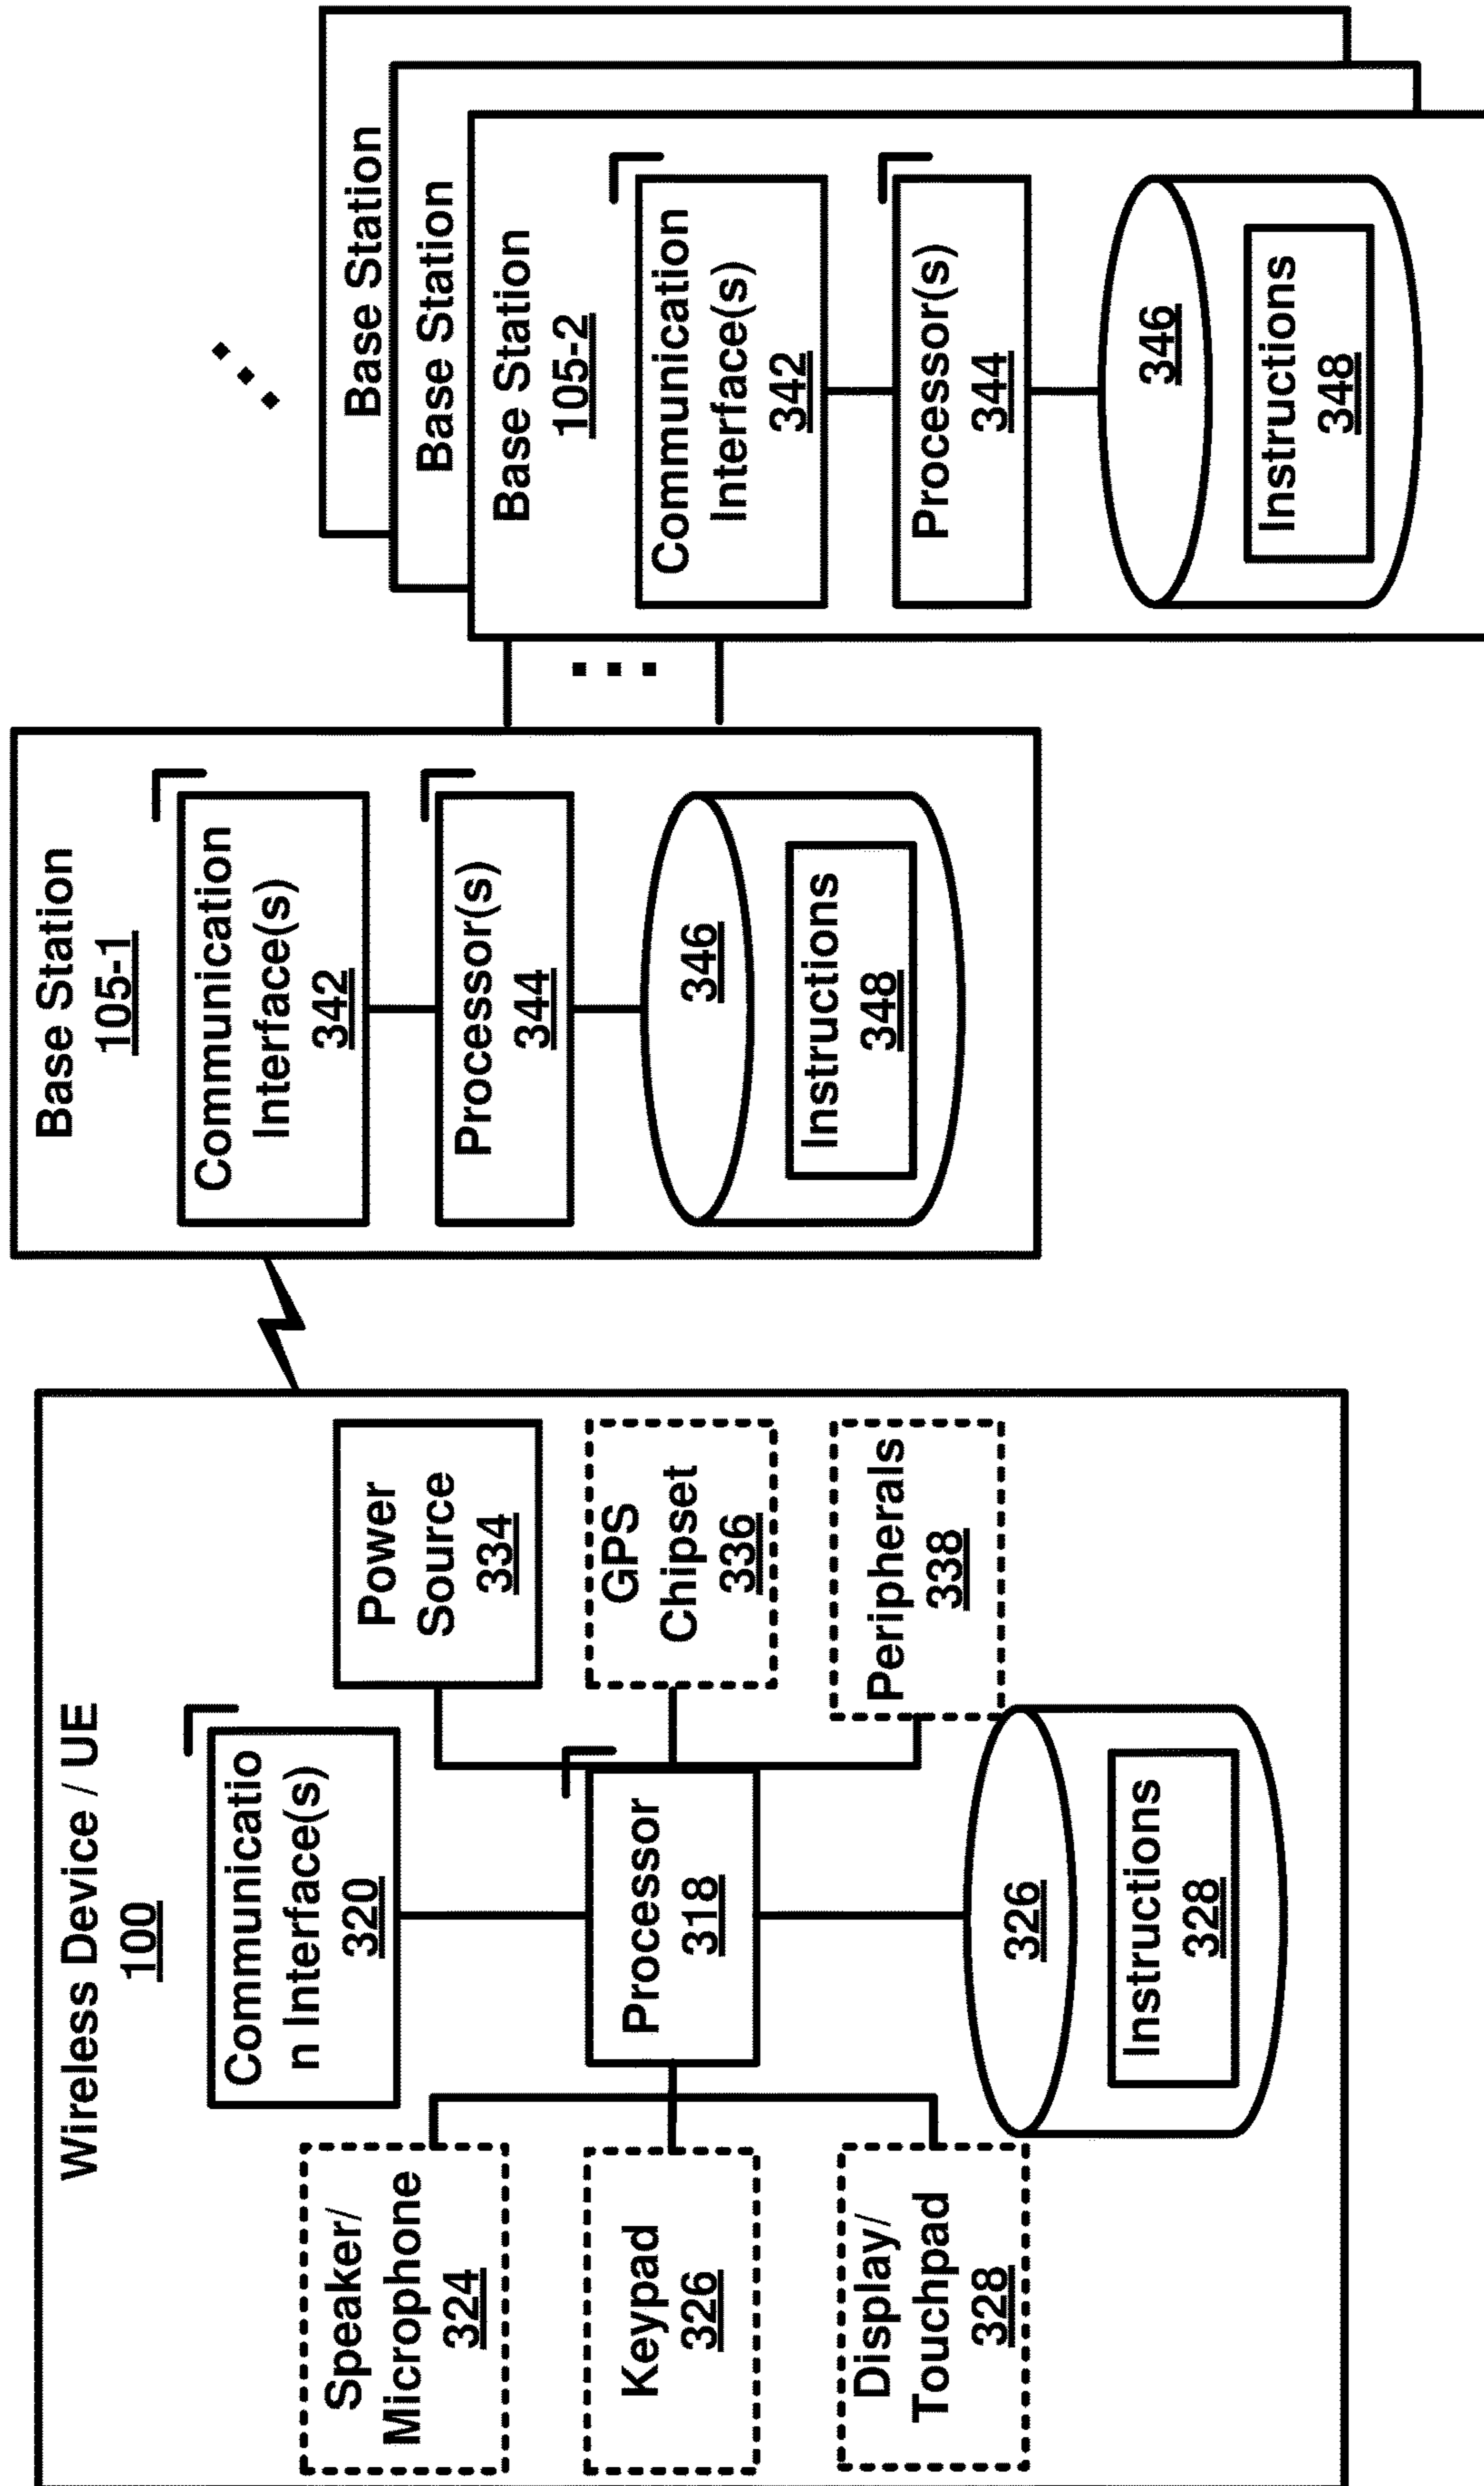 Wireless Device / UE
100
Communicatio
n Interface(s)
320
Speaker/
Microphone
324
Power
Source
334
Processor
318
Keypad
326
GPS
Chipset
336
Display/
Touchpad
328
Peripherals
338
326
Instructions
328
Base Station
105-1
Communication
Interface(s)
342
Processor(s)
344
346
Instructions
348
Base Station
Base Station
Base Station
105-2
Communication
Interface(s)
342
Processor(s)
344
346
Instructions
348